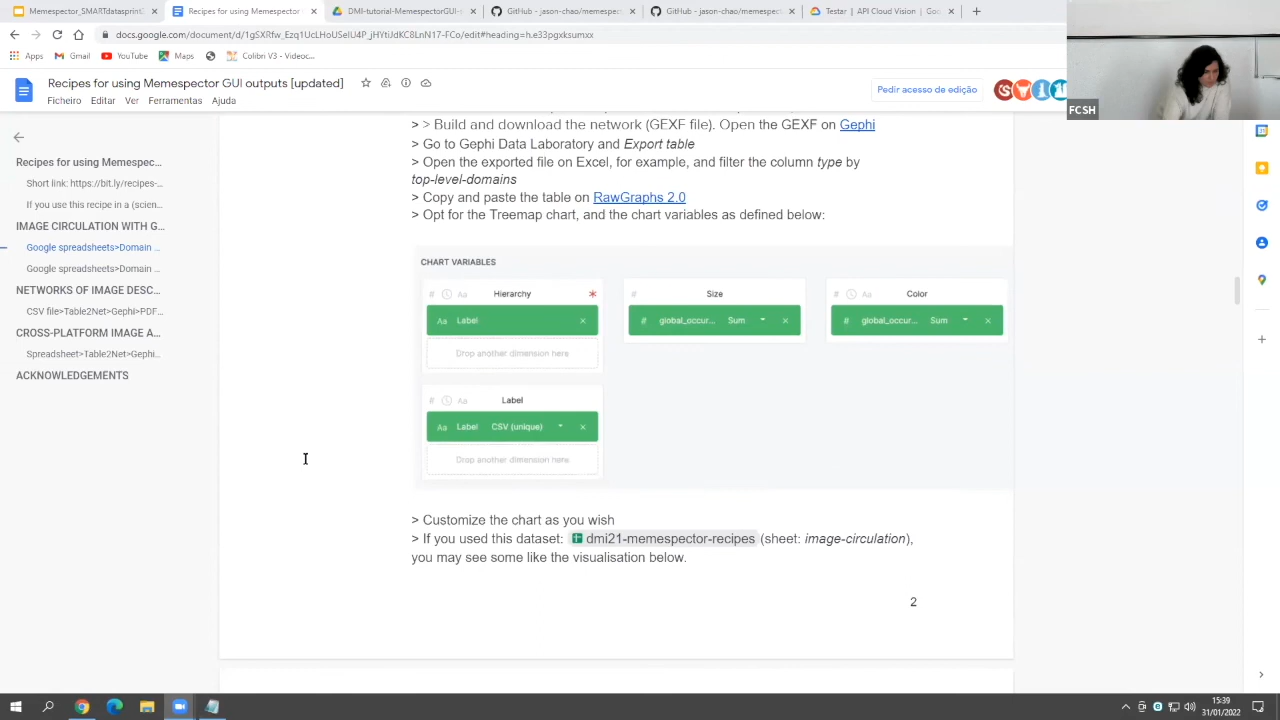 Memespector_SMARTdatasprint
Recipes for using Memespector
DMI-tutorial-MemespectorGUI-
GitHub - jason-chao/memespect
GitHub - jason-chao/memespect
Testar | API Cloud Vision | Goo
docs.google.com/document/d/1gSXRfw_Ezq1UcLHoUSeIU4P_jHYtiJdKC8LnN17-FCo/edit#heading=h.e33pgxksumxx
Apps
Gmail
YouTube
Maps
Colibri V3 - Videoc...
Recipes for using Memespector GUI outputs [updated]
Ficheiro Editar Ver Ferramentas Ajuda
Pedir acesso de edição
FCSH
Recipes for using Memespec...
Short link: https://bit.ly/recipes-...
If you use this recipe in a (scien...
IMAGE CIRCULATION WITH G...
Google spreadsheets>Domain ...
Google spreadsheets>Domain ...
NETWORKS OF IMAGE DESC...
CSV file>Table2Net>Gephi>PDF...
CROSS-PLATFORM IMAGE A...
Spreadsheet>Table2Net>Gephi...
ACKNOWLEDGEMENTS
> > Build and download the network (GEXF file). Open the GEXF on Gephi
> Go to Gephi Data Laboratory and Export table
> Open the exported file on Excel, for example, and filter the column type by
top-level-domains
> Copy and paste the table on RawGraphs 2.0
> Opt for the Treemap chart, and the chart variables as defined below:
CHART VARIABLES
# Aa Hierarchy *
# Size
# Aa Color
Aa Label
# global_occur... Sum
# global_occur... Sum
Drop another dimension here
# Aa Label
Aa Label CSV (unique)
Drop another dimension here
> Customize the chart as you wish
> If you used this dataset: dmi21-memespector-recipes (sheet: image-circulation),
you may see some like the visualisation below.
2
15:39
31/01/2022